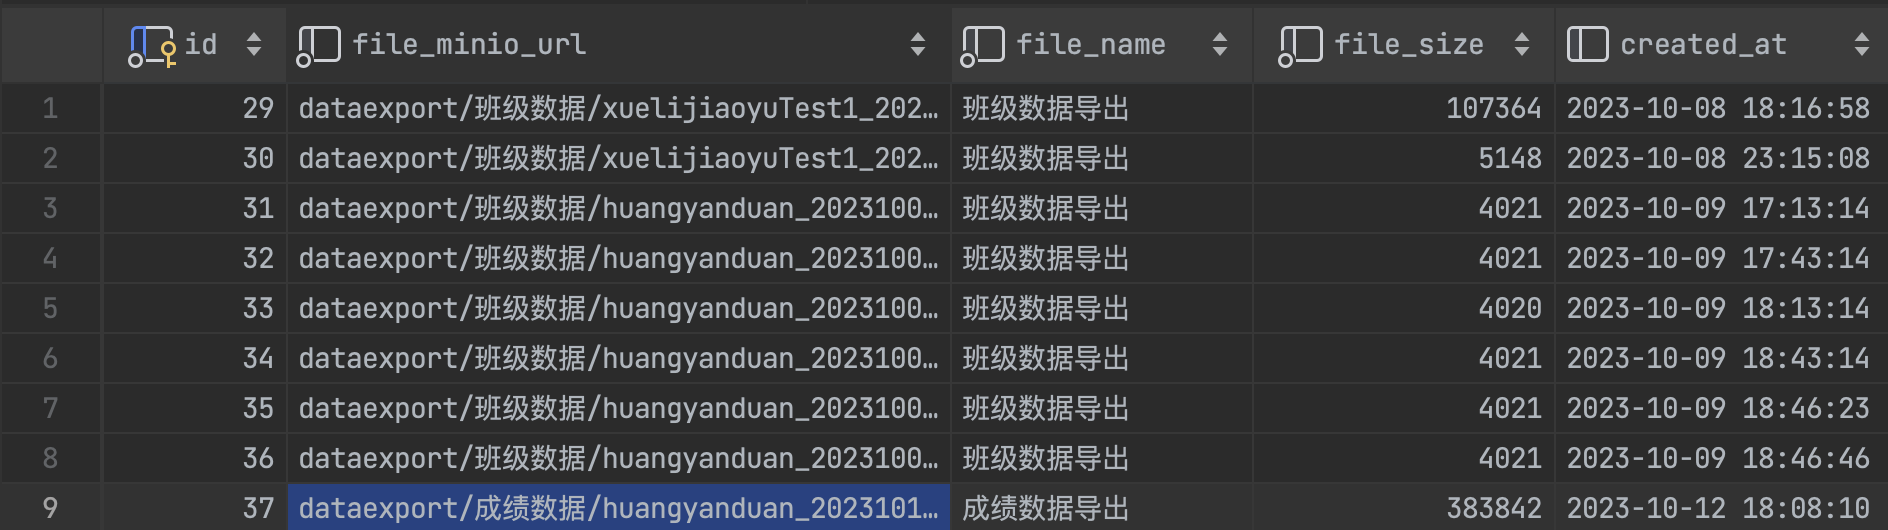 id file_minio_url file_name file_size created_at
1 29 dataexport/班级数据/xuelijiaoyuTest1_202… 班级数据导出 107364 2023-10-08 18:16:58
2 30 dataexport/班级数据/xuelijiaoyuTest1_202… 班级数据导出 5148 2023-10-08 23:15:08
3 31 dataexport/班级数据/huangyanduan_2023100… 班级数据导出 4021 2023-10-09 17:13:14
4 32 dataexport/班级数据/huangyanduan_2023100… 班级数据导出 4021 2023-10-09 17:43:14
5 33 dataexport/班级数据/huangyanduan_2023100… 班级数据导出 4020 2023-10-09 18:13:14
6 34 dataexport/班级数据/huangyanduan_2023100… 班级数据导出 4021 2023-10-09 18:43:14
7 35 dataexport/班级数据/huangyanduan_2023100… 班级数据导出 4021 2023-10-09 18:46:23
8 36 dataexport/班级数据/huangyanduan_2023100… 班级数据导出 4021 2023-10-09 18:46:46
9 37 dataexport/成绩数据/huangyanduan_2023101… 成绩数据导出 383842 2023-10-12 18:08:10